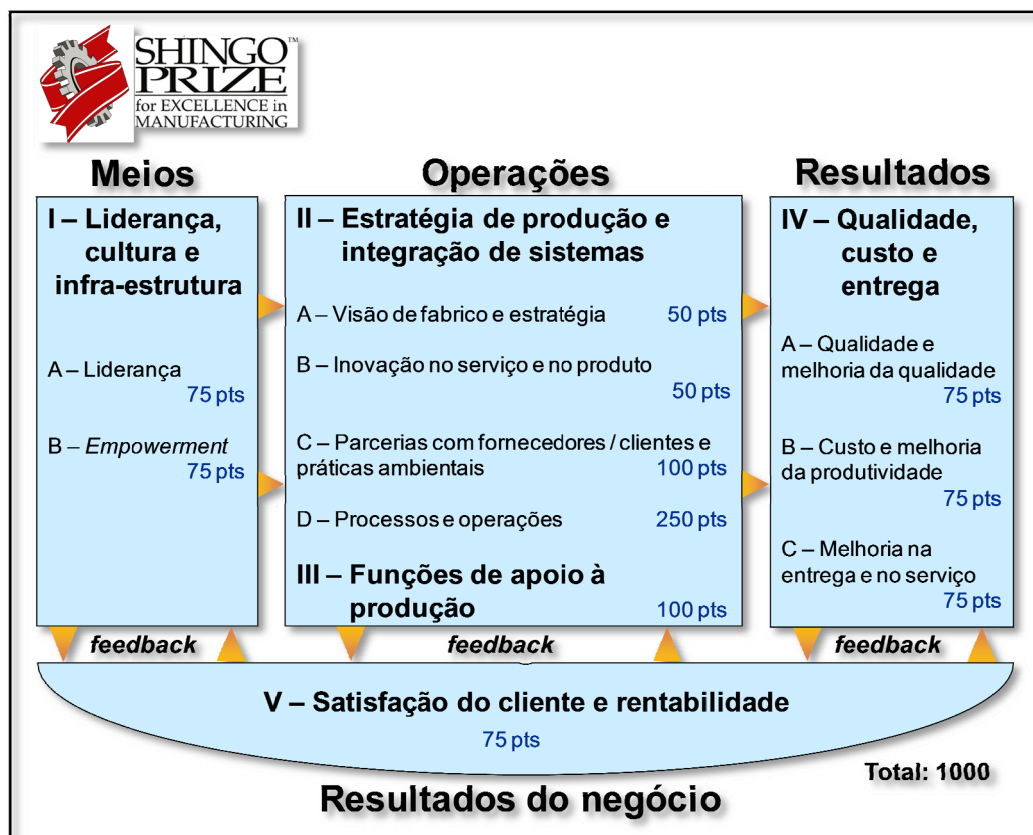 SHINGO™
PRIZE
for EXCELLENCE in
MANUFACTURING
Meios
I – Liderança,
cultura e
infra-estrutura
A – Liderança
75 pts
B – Empowerment
75 pts
Operações
II – Estratégia de produção e
integração de sistemas
A – Visão de fabrico e estratégia 50 pts
B – Inovação no serviço e no produto
50 pts
C – Parcerias com fornecedores / clientes e
práticas ambientais 100 pts
D – Processos e operações 250 pts
III – Funções de apoio à
produção 100 pts
Resultados
IV – Qualidade,
custo e
entrega
A – Qualidade e
melhoria da qualidade
75 pts
B – Custo e melhoria
da produtividade
75 pts
C – Melhoria na
entrega e no serviço
75 pts
feedback
feedback
feedback
V – Satisfação do cliente e rentabilidade
75 pts
Total: 1000
Resultados do negócio